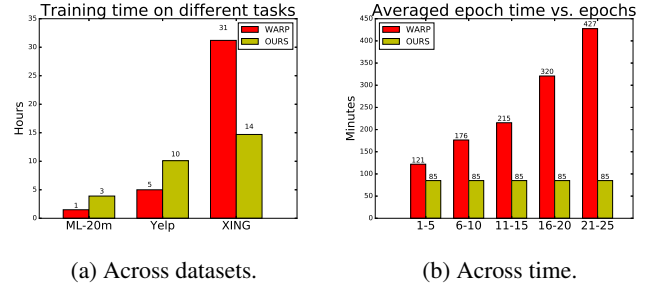 Training time on different tasks
35
30
25
20
15
10
5
0
Hours
WARP
OURS
1
3
5
10
31
14
ML-20m Yelp XING
(a) Across datasets.
Averaged epoch time vs. epochs
450
400
350
300
250
200
150
100
50
0
Minutes
WARP
OURS
121
85
176
85
215
85
320
85
427
85
1-5 6-10 11-15 16-20 21-25
(b) Across time.